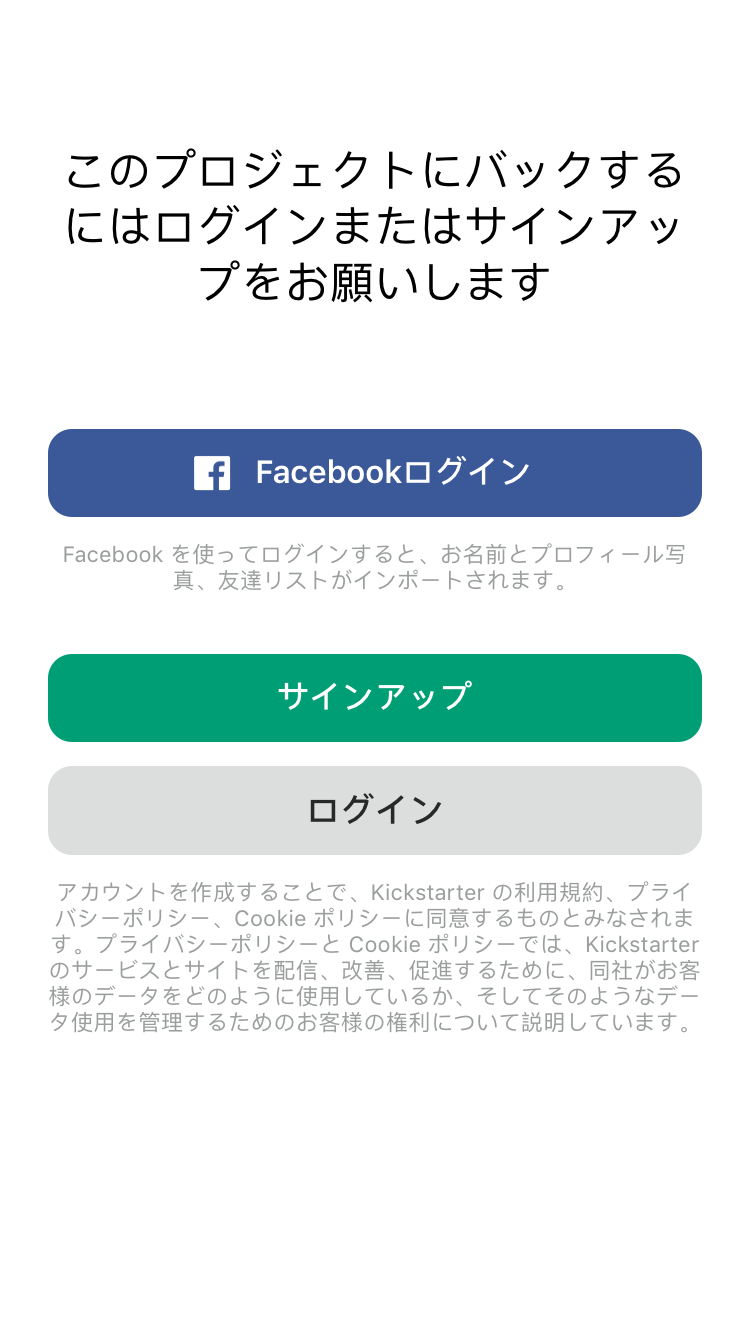 このプロジェクトにバックする
にはログインまたはサインアッ
プをお願いします
Facebookログイン
Facebook を使ってログインすると、お名前とプロフィール写
真、友達リストがインポートされます。
サインアップ
ログイン
アカウントを作成することで、Kickstarter の利用規約、プライ
バシーポリシー、Cookie ポリシーに同意するものとみなされま
す。プライバシーポリシーと Cookie ポリシーでは、Kickstarter
のサービスとサイトを配信、改善、促進するために、同社がお客
様のデータをどのように使用しているか、そしてそのようなデー
タ使用を管理するためのお客様の権利について説明しています。